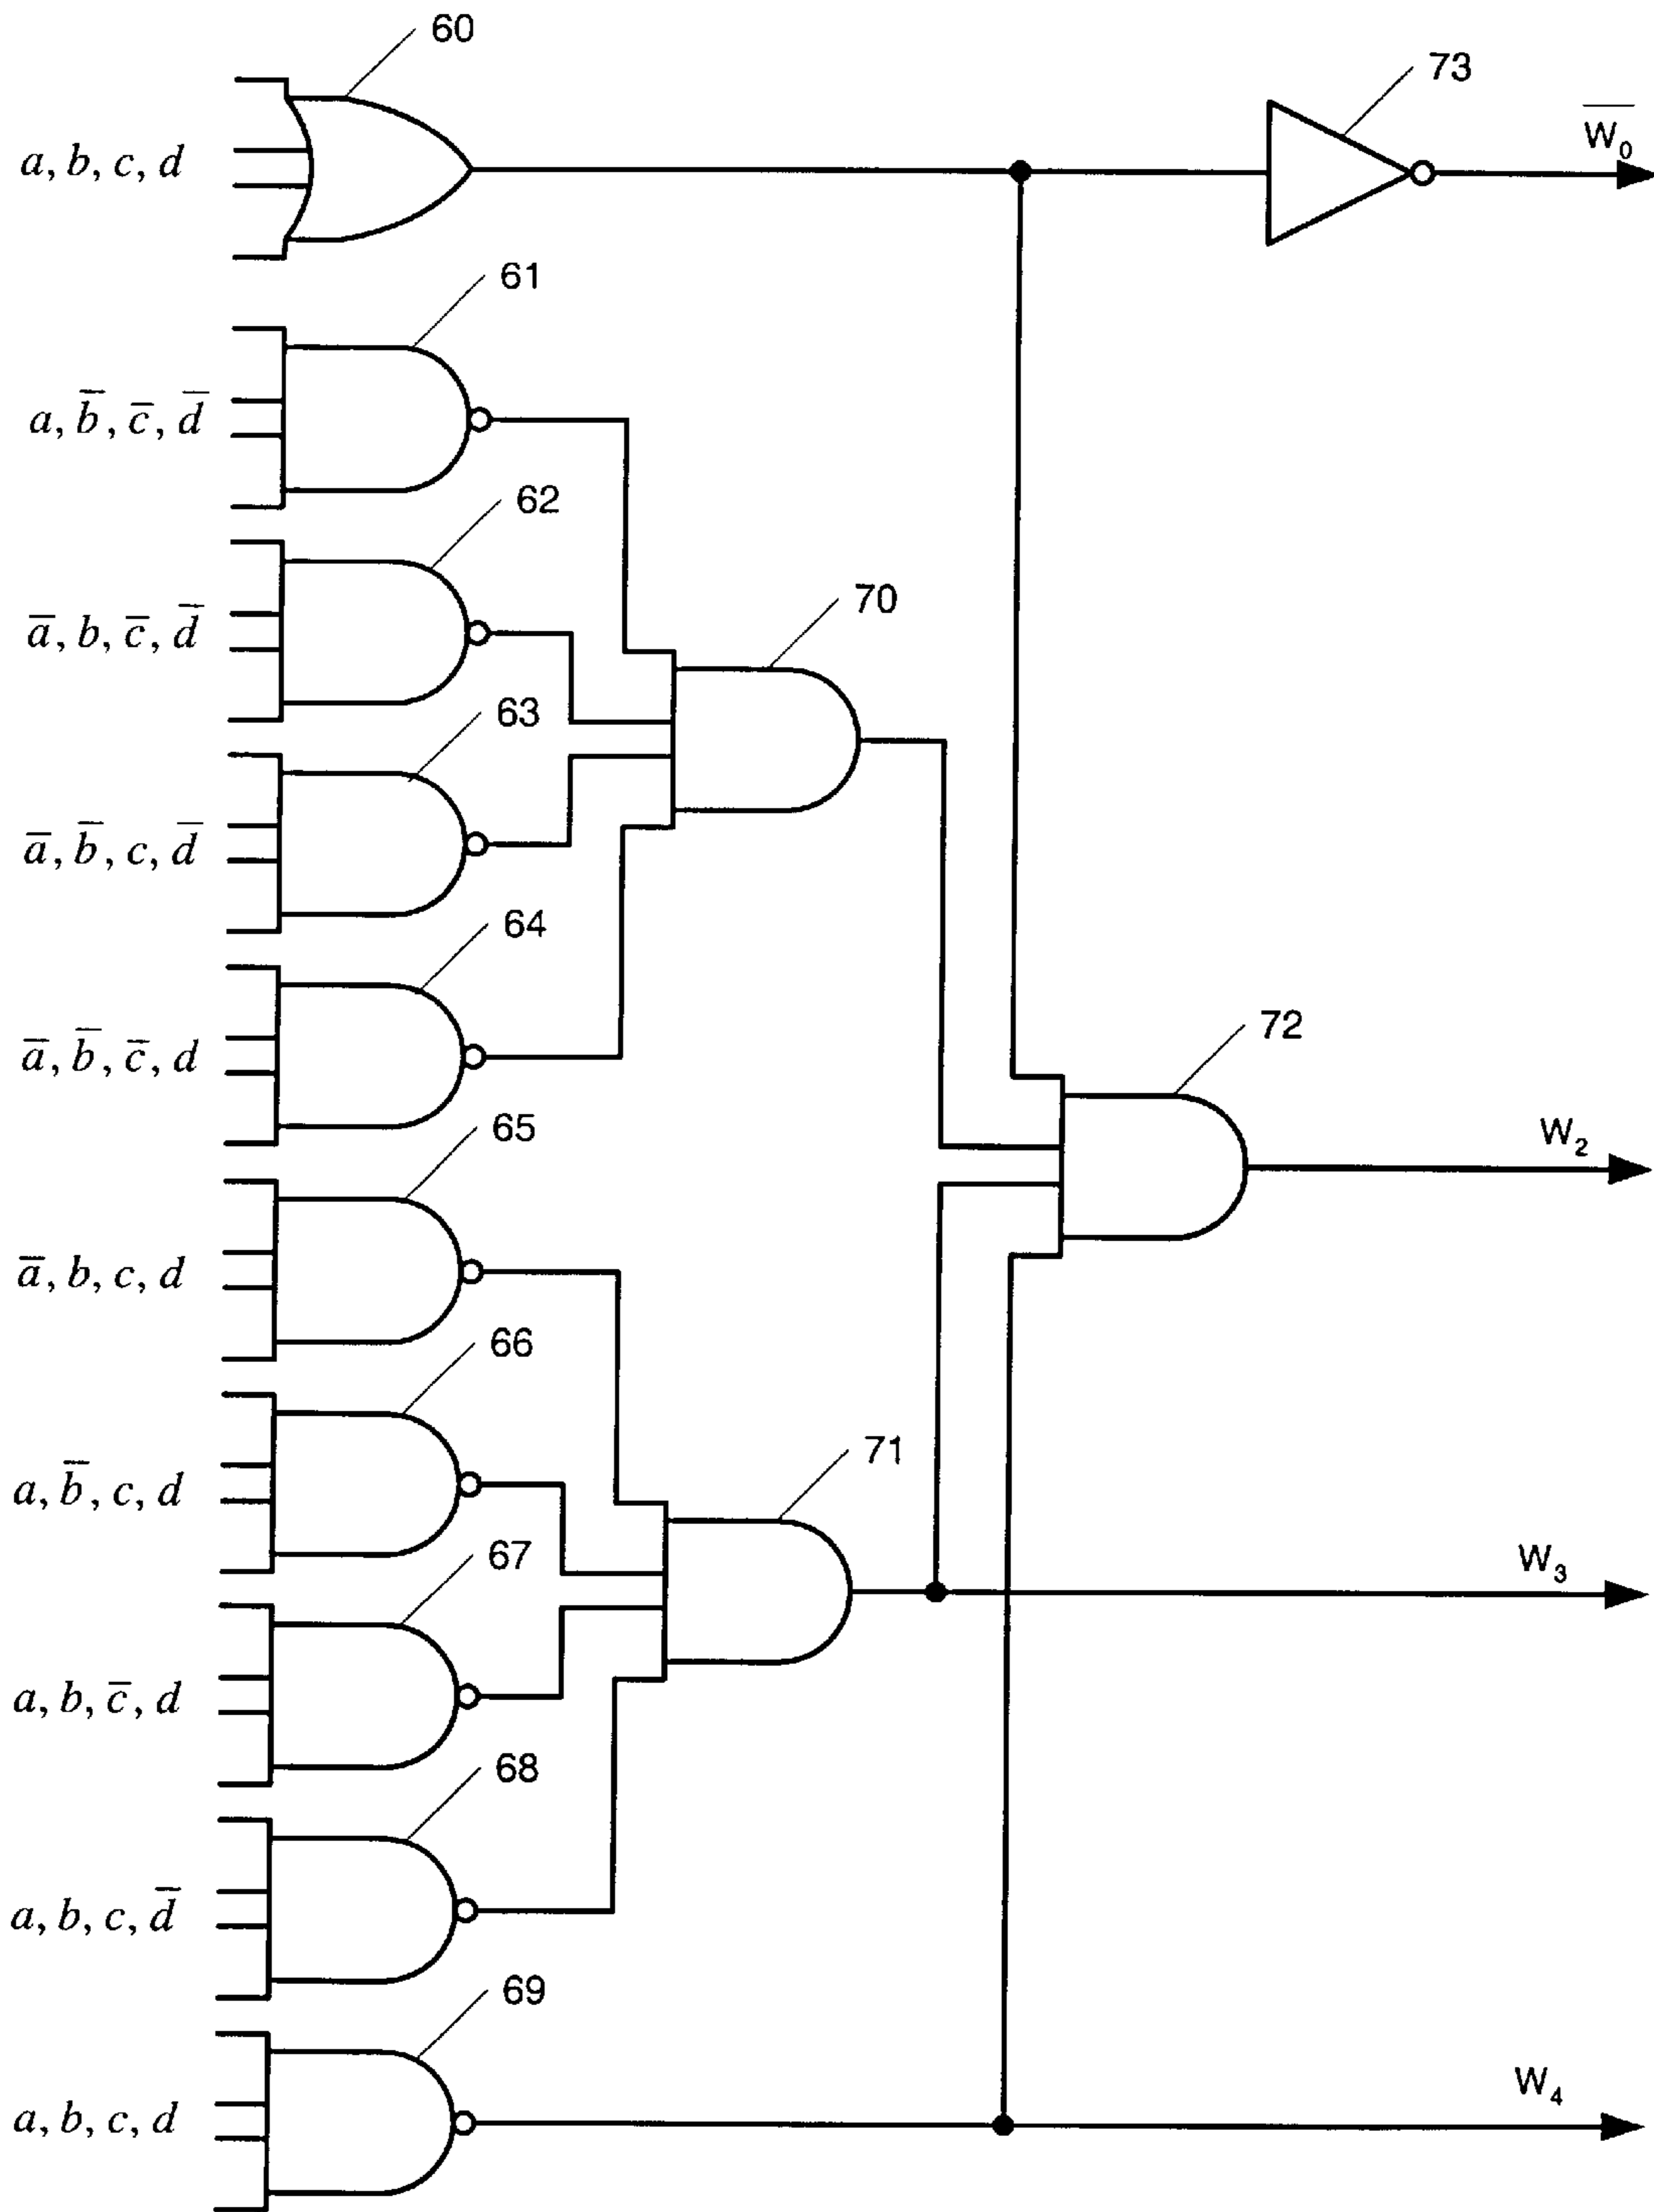 60
73
a, b, c, d
W̅₀
61
a, b̅, c̅, d̅
62
a̅, b, c̅, d̅
70
63
a̅, b̅, c, d̅
64
a̅, b̅, c̅, d
72
65
W₂
a̅, b, c, d
66
a, b̅, c, d
71
67
W₃
a, b, c̅, d
68
a, b, c, d̅
69
W₄
a, b, c, d